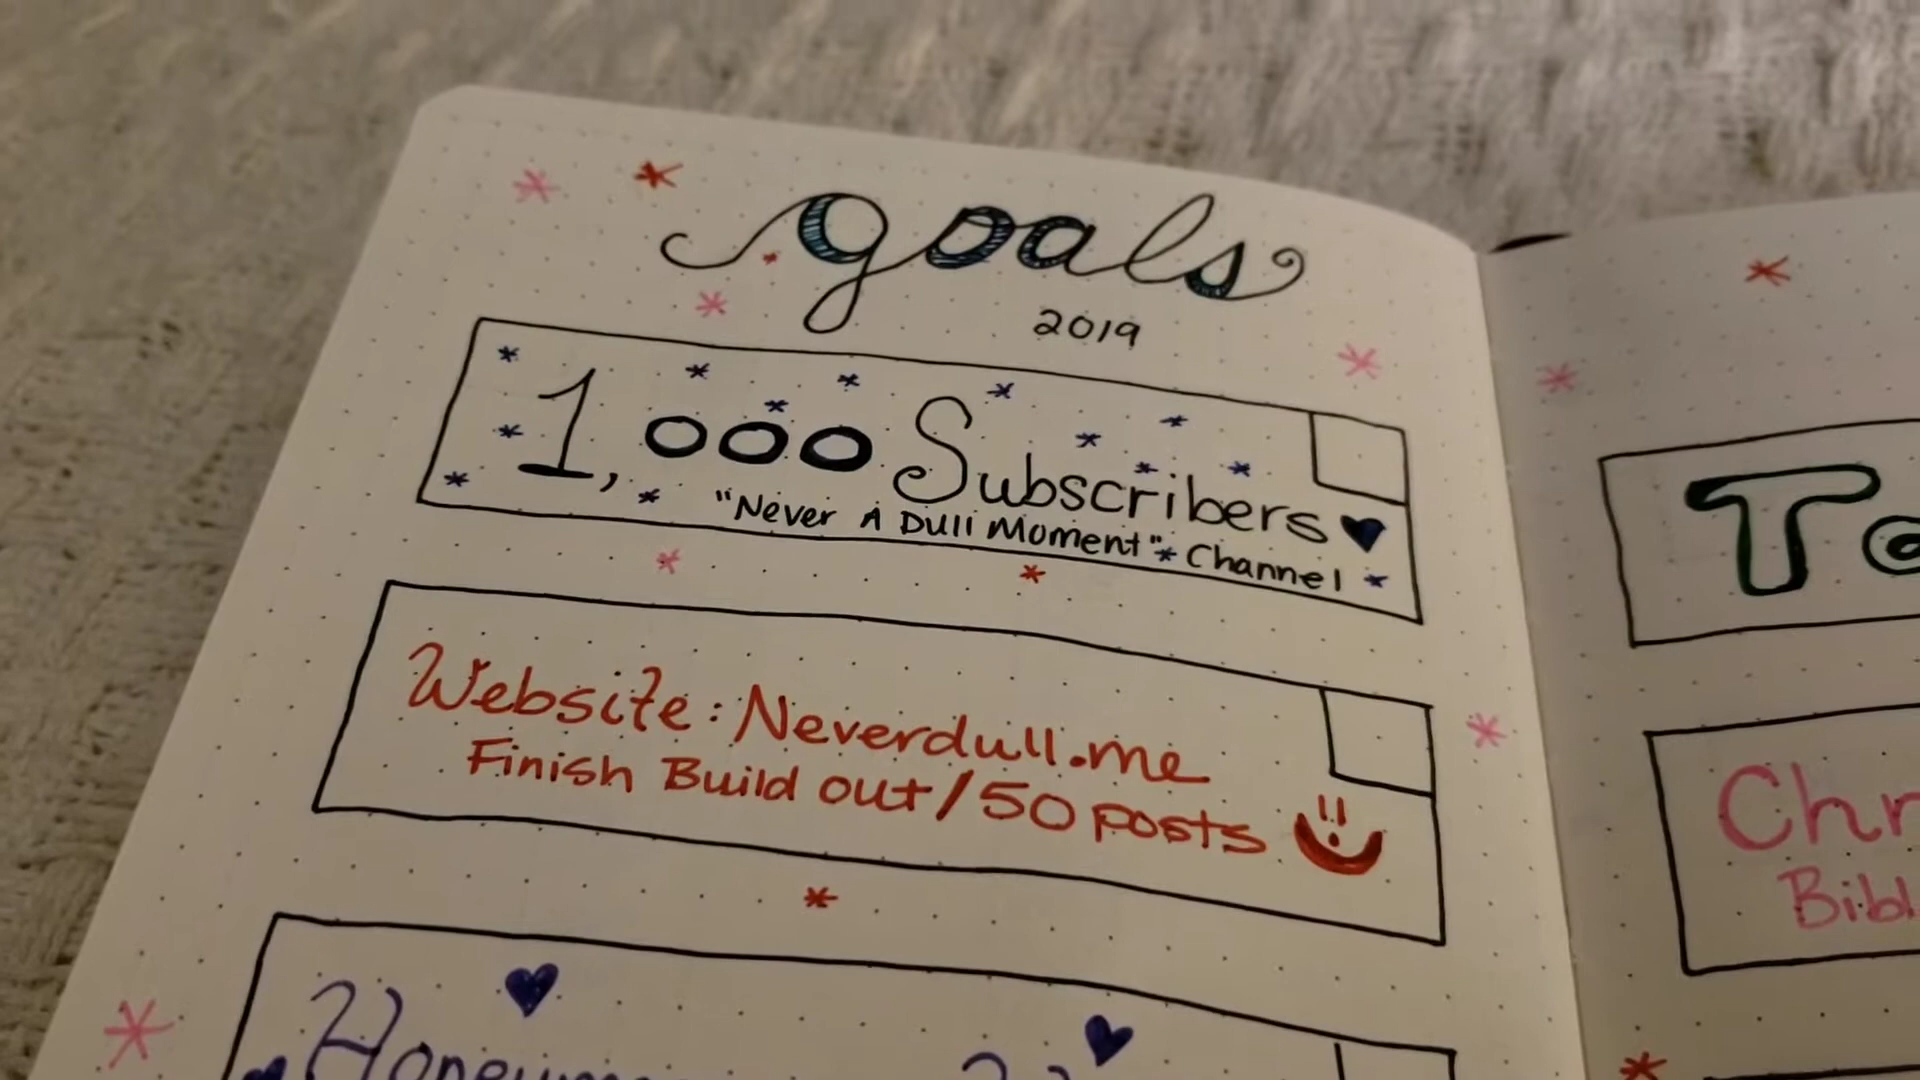 goals
2019
1,000 Subscribers
"Never A Dull Moment" Channel
Website: Neverdull.me
Finish Build out/50 posts